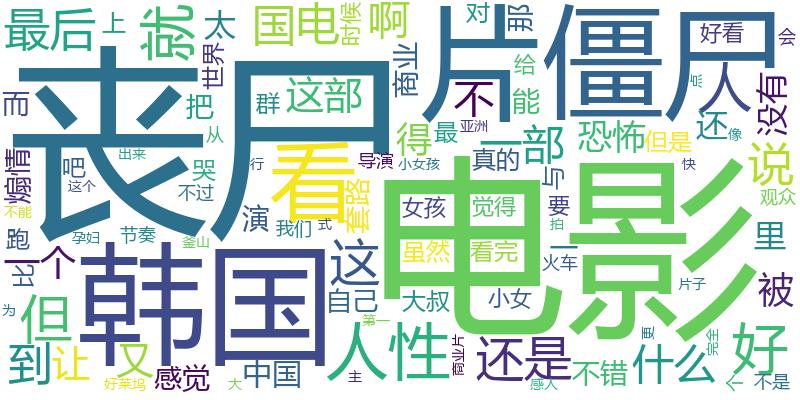 最后
上
就
太
国电
时候
导演
啊
对
那
片
僵尸
好看
会
丧尸
世界
商业
给
点
人
而
把
群
这部
不
能
没有
从
得
最
亚洲
一部
恐怖
但是
还
像
煽情
吧
出来
哭
行
看
套路
导演
小女孩
真的
与
快
说
这个
不过
不能
演
我们
式
女孩
觉得
要
电影
观众
跑
孕妇
节奏
釜山
虽然
看完
拍
一
里
一个
比
韩国
这
火车
片子
但
自己
大叔
小女
被
为
第一
更
到
让
又
人性
还是
什么
完全
好
感觉
中国
商业片
不错
好莱坞
大
主
感人
个
不是